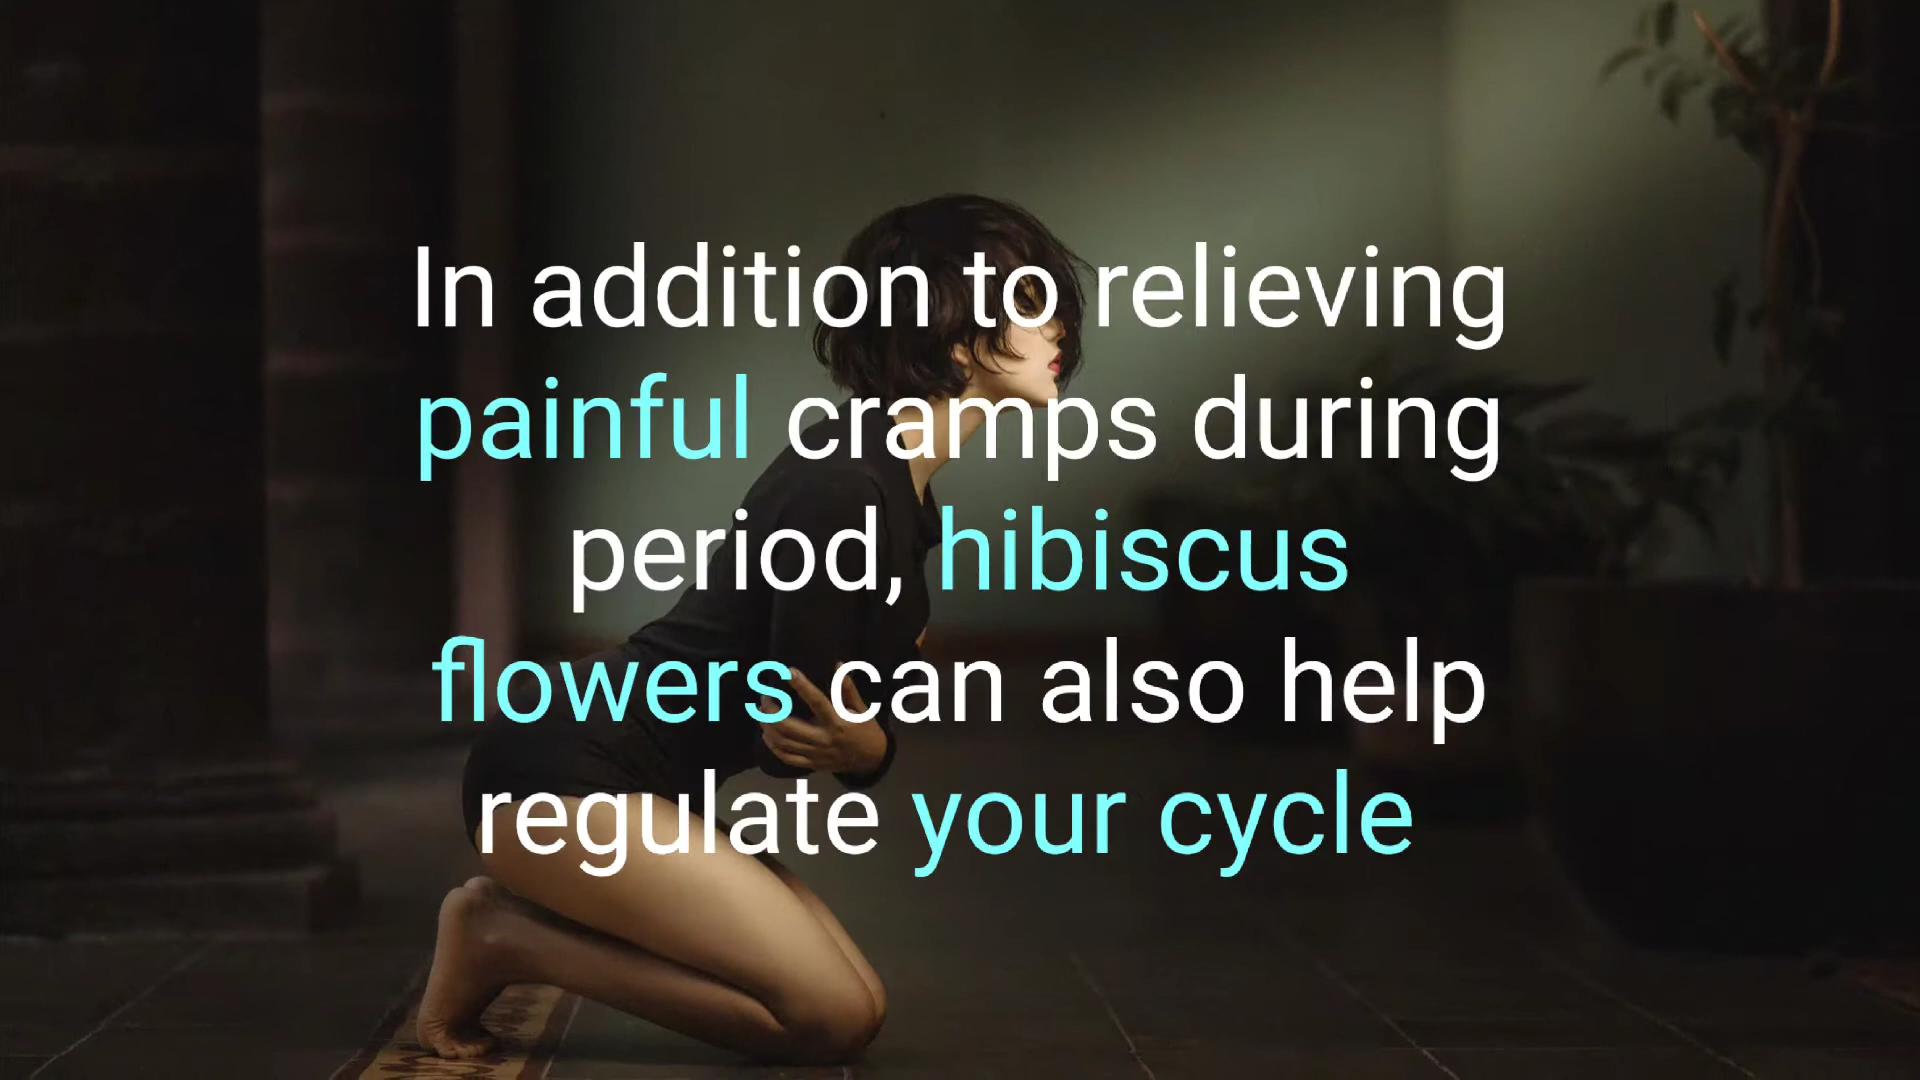 In addition to relieving
painful cramps during
period, hibiscus
flowers can also help
regulate your cycle